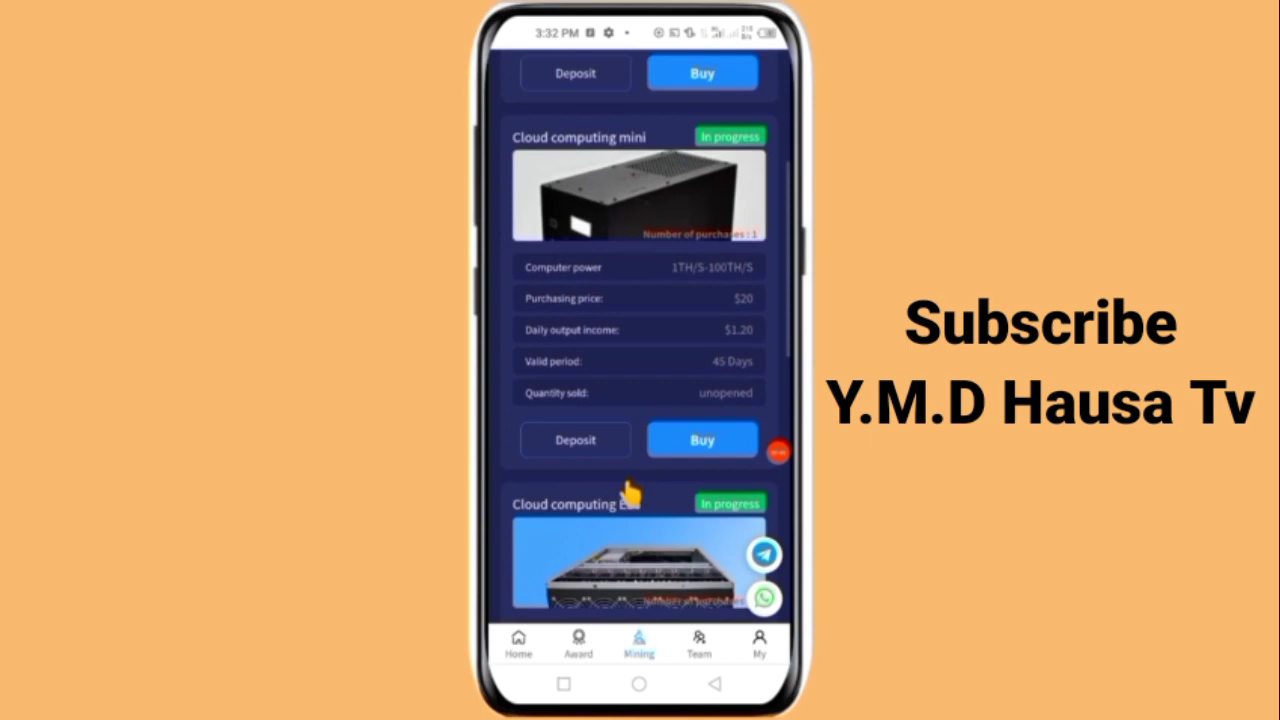 3:32 PM
Deposit
Buy
Cloud computing mini
In progress
Number of purchases : 1
Computer power
1TH/S-100TH/S
Purchasing price:
$20
Daily output income:
$1.20
Valid period:
45 Days
Quantity sold:
unopened
Deposit
Buy
Cloud computing
In progress
Home
Award
Mining
Team
My
Subscribe
Y.M.D Hausa Tv